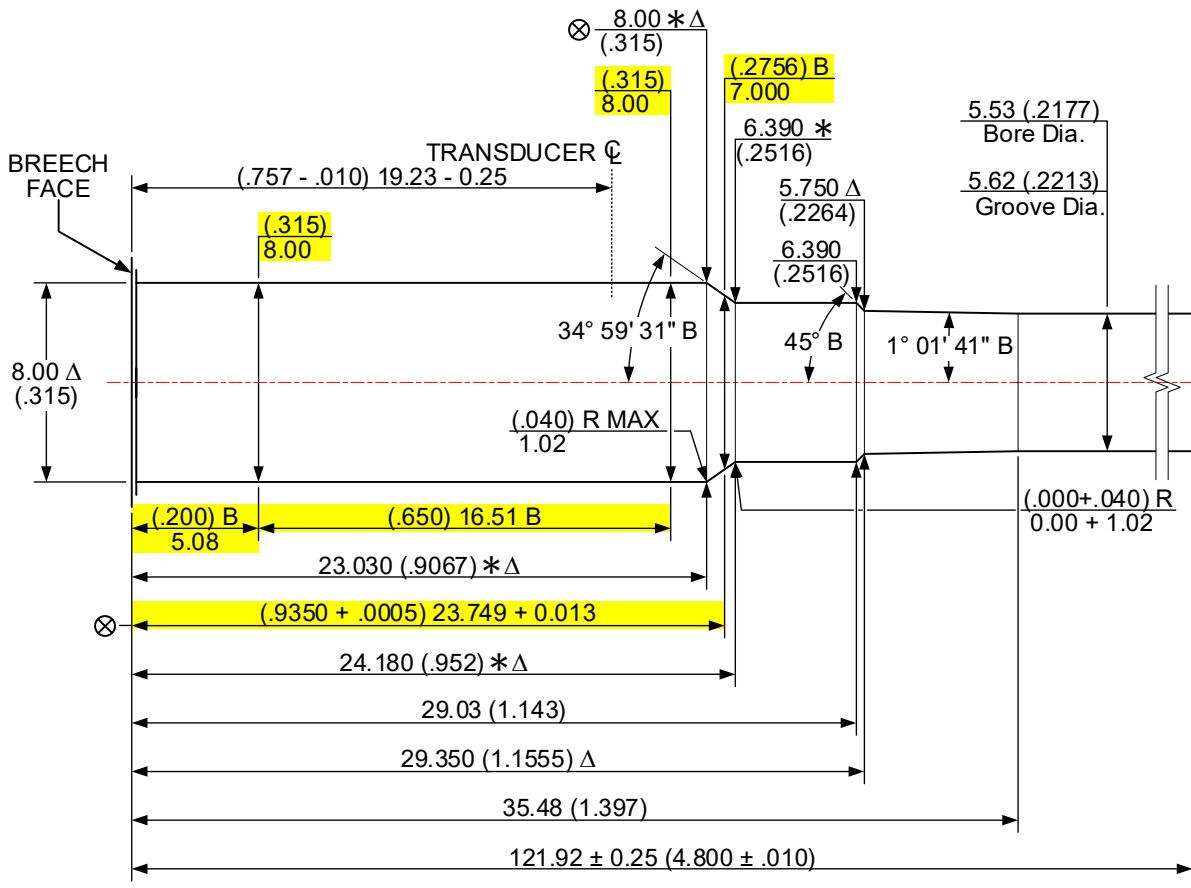 ⊗ 8.00 * Δ
(.315)
(.315)
8.00
(.2756) B
7.000
6.390 *
(.2516)
5.53 (.2177)
Bore Dia.
TRANSDUCER ℄
BREECH
FACE
(.757 - .010) 19.23 - 0.25
5.750 Δ
(.2264)
5.62 (.2213)
Groove Dia.
(.315)
8.00
6.390
(.2516)
34° 59' 31" B
45° B
1° 01' 41" B
8.00 Δ
(.315)
(.040) R MAX
1.02
(.000+.040) R
0.00 + 1.02
(.200) B
5.08
(.650) 16.51 B
23.030 (.9067) * Δ
⊗ (.9350 + .0005) 23.749 + 0.013
24.180 (.952) * Δ
29.03 (1.143)
29.350 (1.1555) Δ
35.48 (1.397)
121.92 ± 0.25 (4.800 ± .010)